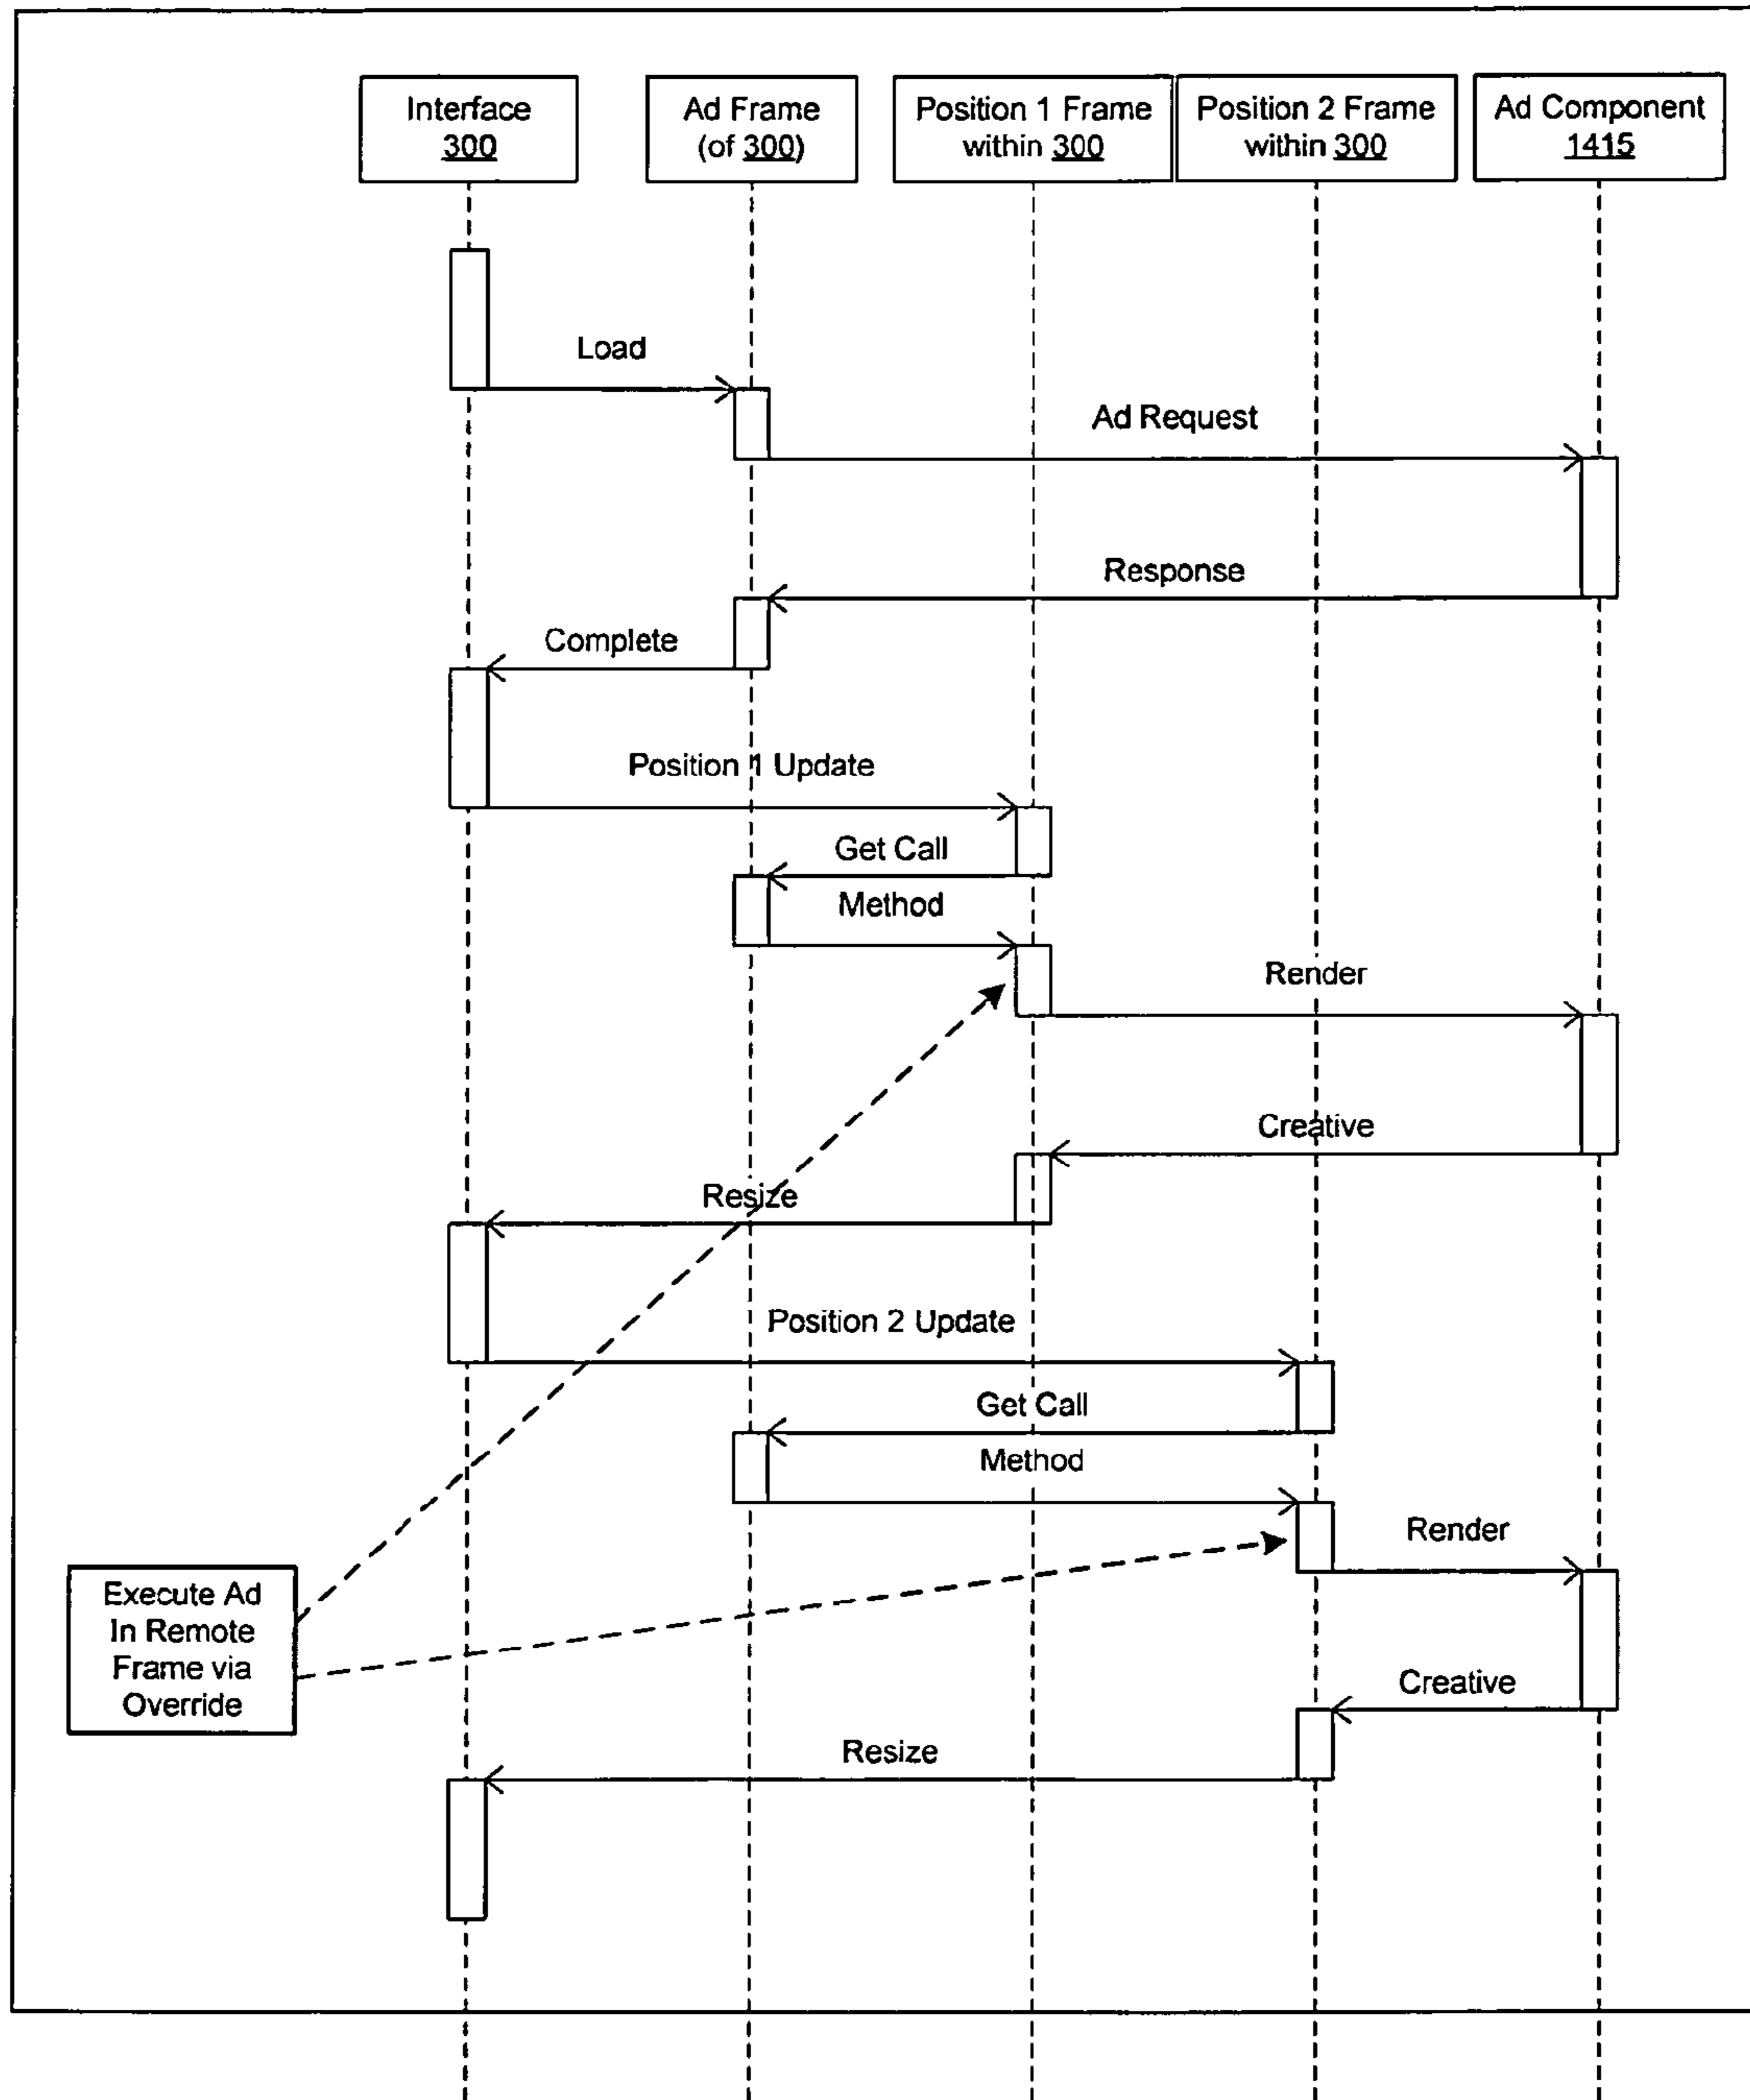 Interface
300
Ad Frame
(of 300)
Position 1 Frame
within 300
Position 2 Frame
within 300
Ad Component
1415
Load
Ad Request
Response
Complete
Position 1 Update
Get Call
Method
Render
Creative
Resize
Position 2 Update
Get Call
Method
Render
Execute Ad
In Remote
Frame via
Override
Creative
Resize